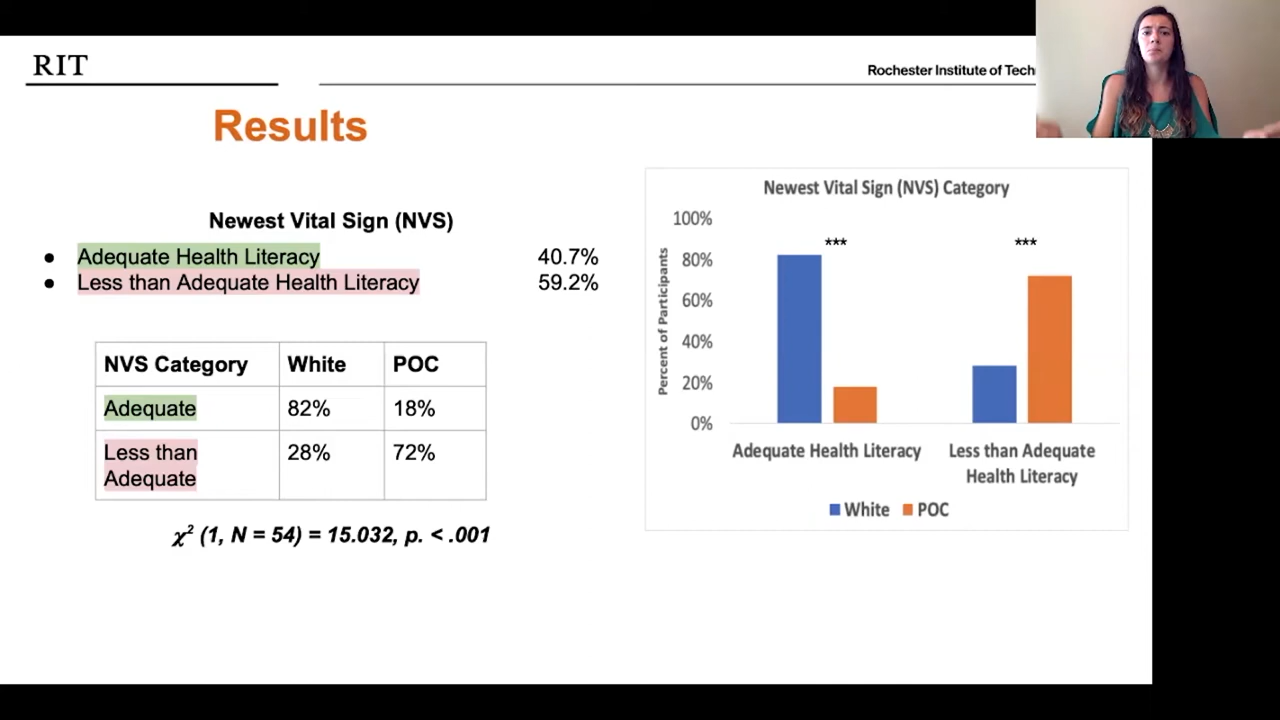 RIT
Rochester Institute of Tech
Results
Newest Vital Sign (NVS)
● Adequate Health Literacy 40.7%
● Less than Adequate Health Literacy 59.2%
NVS Category White POC
Adequate 82% 18%
Less than Adequate 28% 72%
χ² (1, N = 54) = 15.032, p. < .001
Newest Vital Sign (NVS) Category
Percent of Participants
100%
80%
60%
40%
20%
0%
*** ***
Adequate Health Literacy
Less than Adequate
Health Literacy
White POC